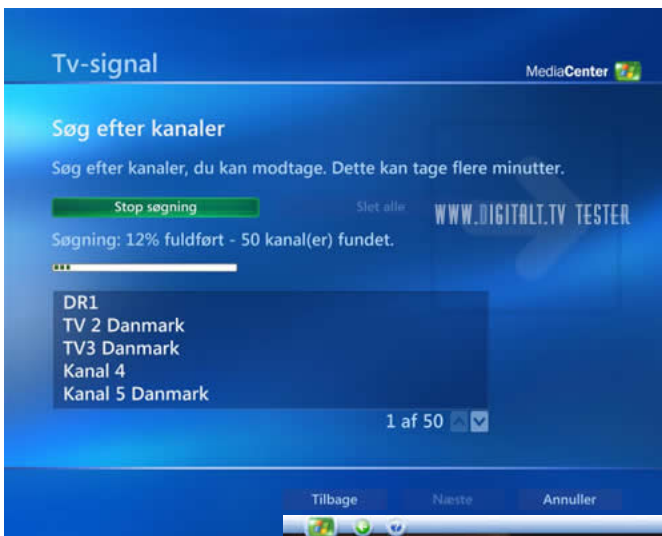 Tv-signal
MediaCenter
Søg efter kanaler
Søg efter kanaler, du kan modtage. Dette kan tage flere minutter.
Stop søgning
Slet alle
WWW.DIGITALT.TV TESTER
Søgning: 12% fuldført - 50 kanal(er) fundet.
DR1
TV 2 Danmark
TV3 Danmark
Kanal 4
Kanal 5 Danmark
1 af 50
Tilbage
Næste
Annuller